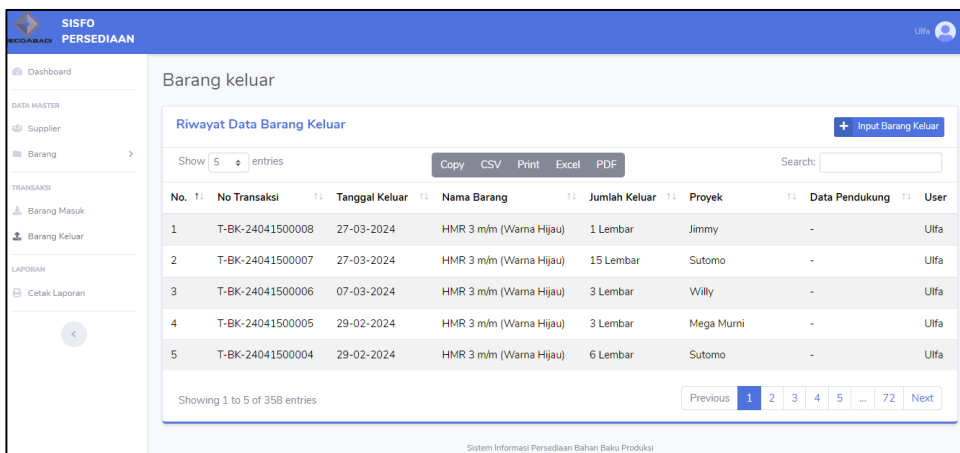 SISFO
PERSEDIAAN
Ulfa
Dashboard
DATA MASTER
Supplier
Barang
TRANSAKSI
Barang Masuk
Barang Keluar
LAPORAN
Cetak Laporan
Barang keluar
Riwayat Data Barang Keluar
+ Input Barang Keluar
Show 5 entries
Copy CSV Print Excel PDF
Search:
No. No Transaksi Tanggal Keluar Nama Barang Jumlah Keluar Proyek Data Pendukung User
1 T-BK-24041500008 27-03-2024 HMR 3 m/m (Warna Hijau) 1 Lembar Jimmy - Ulfa
2 T-BK-24041500007 27-03-2024 HMR 3 m/m (Warna Hijau) 15 Lembar Sutomo - Ulfa
3 T-BK-24041500006 07-03-2024 HMR 3 m/m (Warna Hijau) 3 Lembar Willy - Ulfa
4 T-BK-24041500005 29-02-2024 HMR 3 m/m (Warna Hijau) 3 Lembar Mega Murni - Ulfa
5 T-BK-24041500004 29-02-2024 HMR 3 m/m (Warna Hijau) 6 Lembar Sutomo - Ulfa
Showing 1 to 5 of 358 entries
Previous 1 2 3 4 5 ... 72 Next
Sistem Informasi Persediaan Bahan Baku Produksi